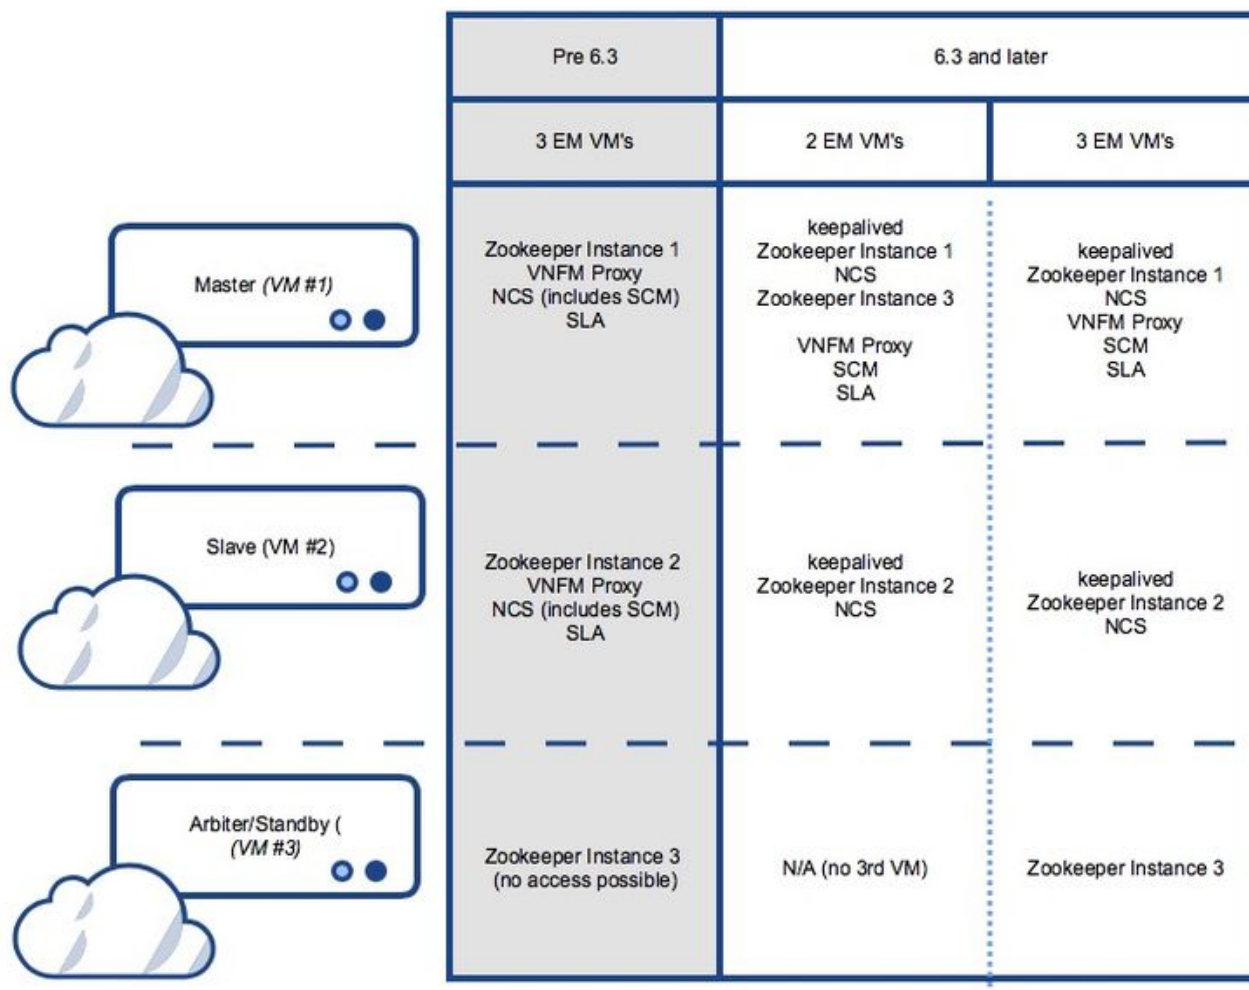 Pre 6.3
6.3 and later
3 EM VM's
2 EM VM's
3 EM VM's
Master (VM #1)
Zookeeper Instance 1
VNFM Proxy
NCS (includes SCM)
SLA
keepalived
Zookeeper Instance 1
NCS
Zookeeper Instance 3
VNFM Proxy
SCM
SLA
keepalived
Zookeeper Instance 1
NCS
VNFM Proxy
SCM
SLA
Slave (VM #2)
Zookeeper Instance 2
VNFM Proxy
NCS (includes SCM)
SLA
keepalived
Zookeeper Instance 2
NCS
keepalived
Zookeeper Instance 2
NCS
Arbiter/Standby (
(VM #3)
Zookeeper Instance 3
(no access possible)
N/A (no 3rd VM)
Zookeeper Instance 3